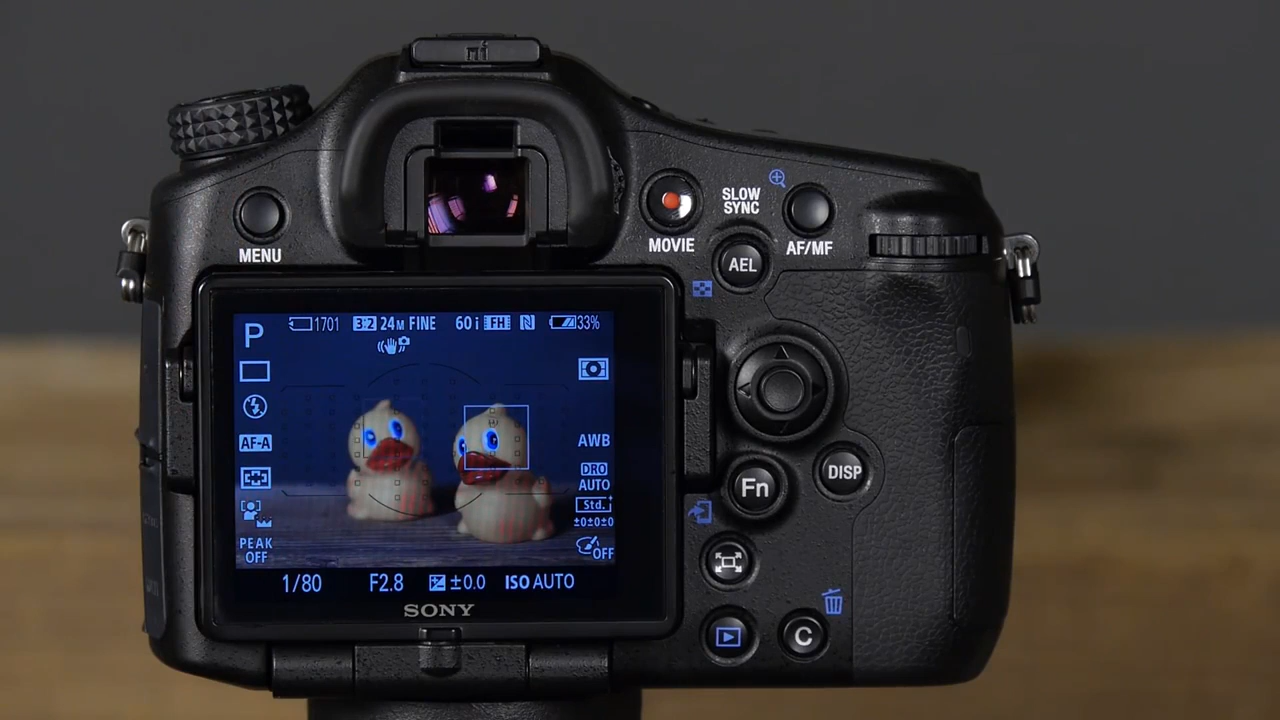 SLOW
SYNC
MENU
MOVIE
AF/MF
AEL
P
1701
3:2 24M FINE
60i FH N
33%
AF-A
AWB
DRO
AUTO
Std.
±0±0±0
PEAK
OFF
OFF
1/80
F2.8
±0.0
ISO AUTO
SONY
DISP
Fn
C